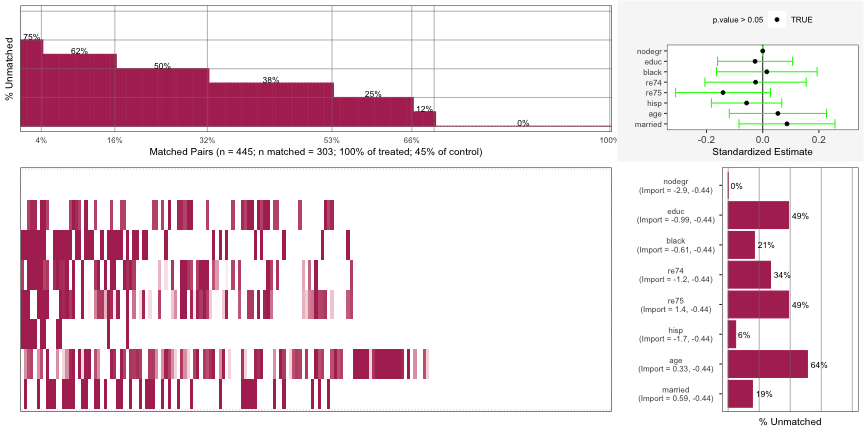 % Unmatched
75%
62%
50%
38%
25%
12%
0%
4%
16%
32%
53%
66%
100%
Matched Pairs (n = 445; n matched = 303; 100% of treated; 45% of control)
p.value > 0.05
TRUE
nodegr
educ
black
re74
re75
hisp
age
married
-0.2
0.0
0.2
Standardized Estimate
nodegr
(Import = -2.9, -0.44)
0%
educ
(Import = -0.99, -0.44)
49%
black
(Import = -0.61, -0.44)
21%
re74
(Import = -1.2, -0.44)
34%
re75
(Import = 1.4, -0.44)
49%
hisp
(Import = -1.7, -0.44)
6%
age
(Import = 0.33, -0.44)
64%
married
(Import = 0.59, -0.44)
19%
% Unmatched